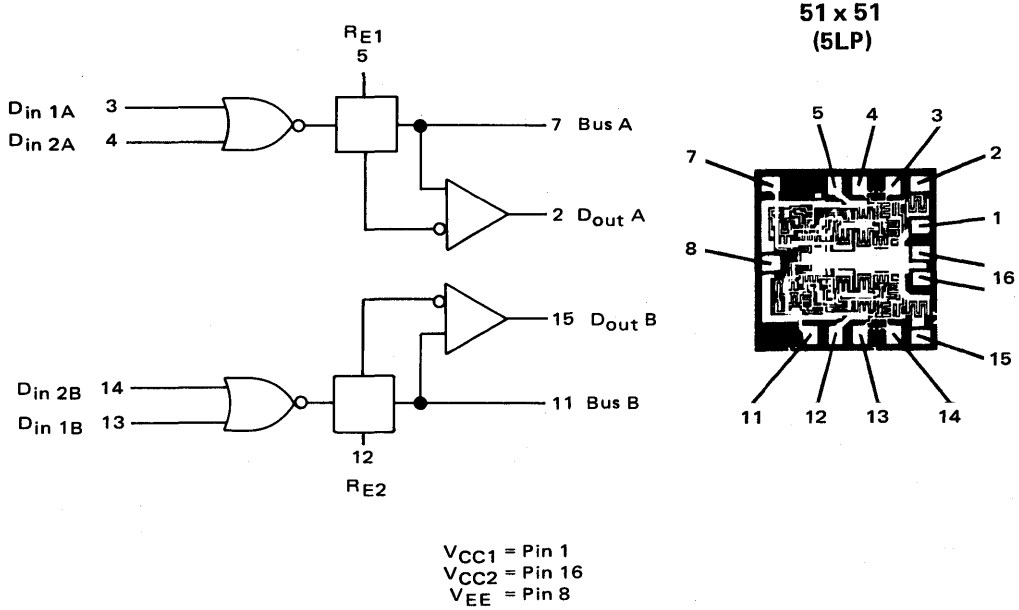 51 x 51
(5LP)
RE1
5
Din 1A 3
Din 2A 4
7 Bus A
2 Dout A
15 Dout B
Din 2B 14
Din 1B 13
11 Bus B
12
RE2
5 4 3
7 2
1
8
16
15
11 12 13 14
VCC1 = Pin 1
VCC2 = Pin 16
VEE = Pin 8